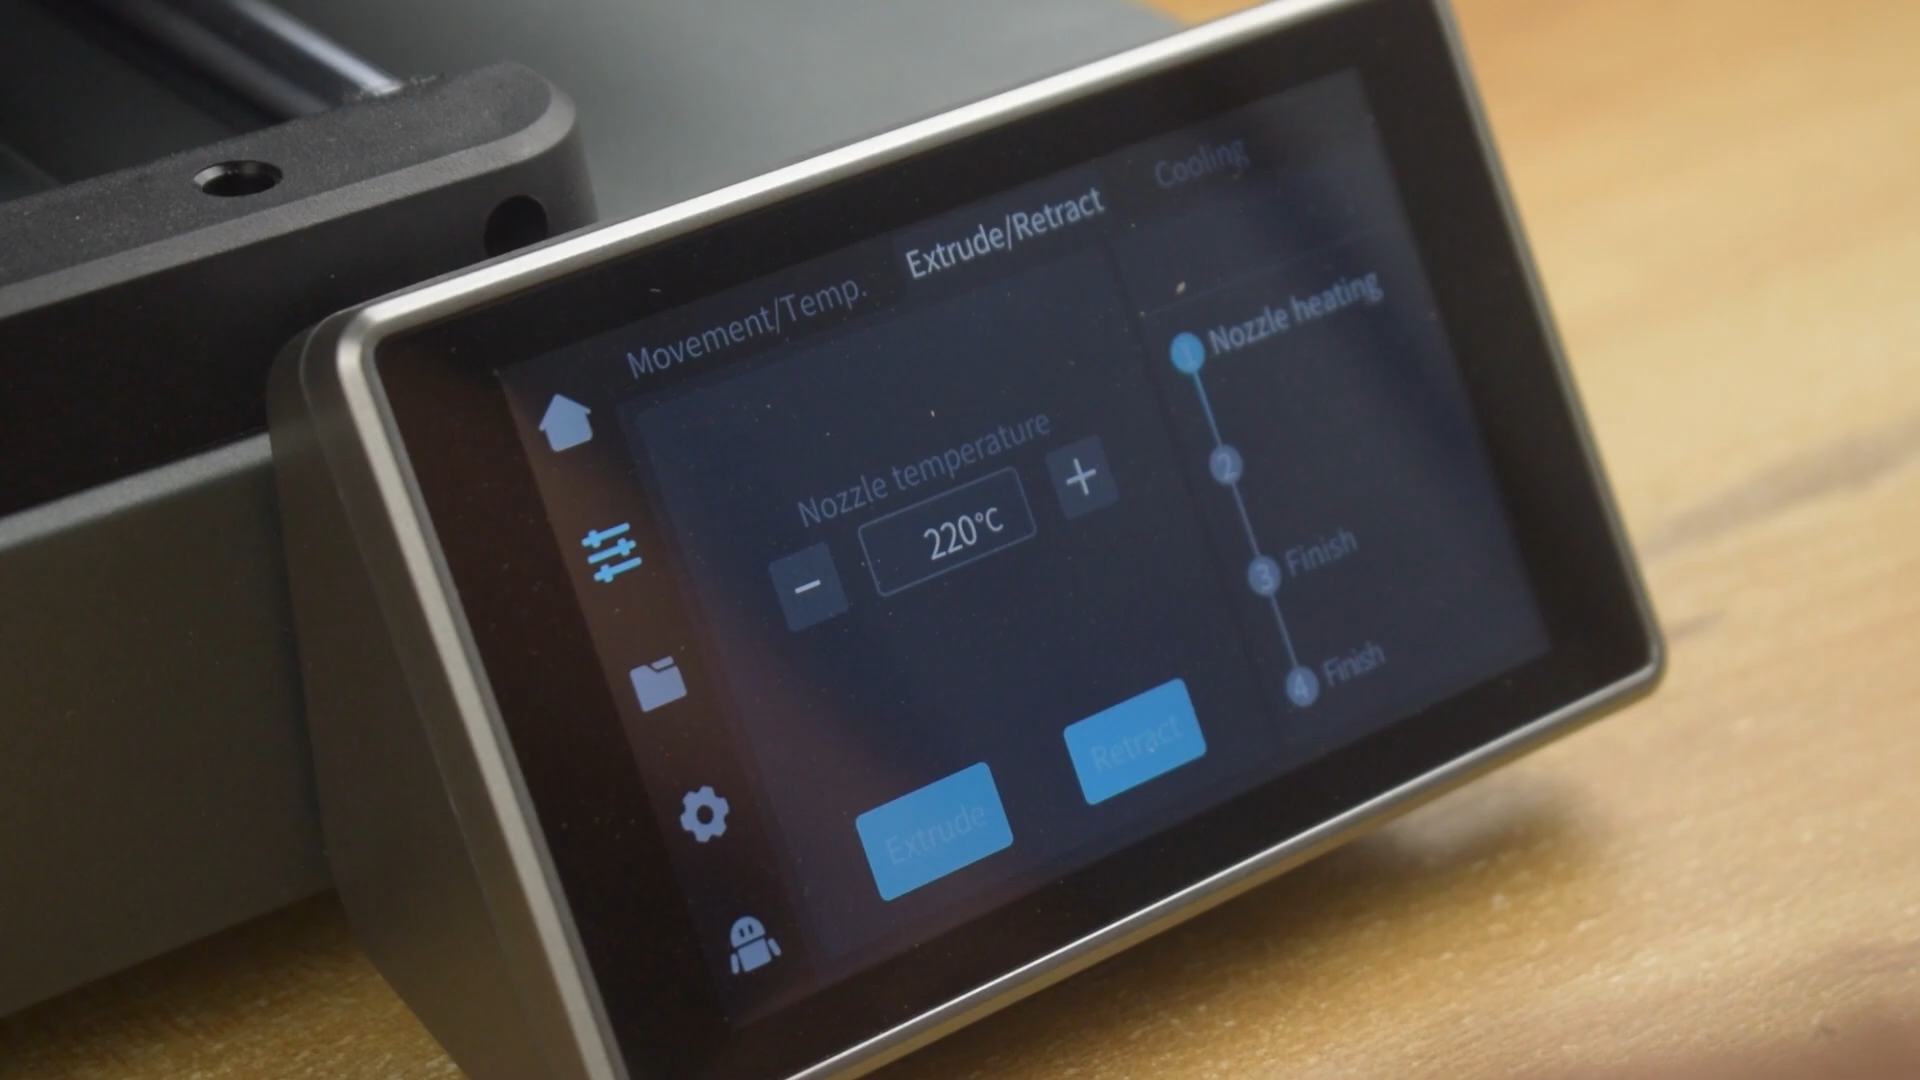 Movement/Temp.
Extrude/Retract
Cooling
Nozzle temperature
−
220°C
+
Extrude
Retract
1 Nozzle heating
2
3 Finish
4 Finish